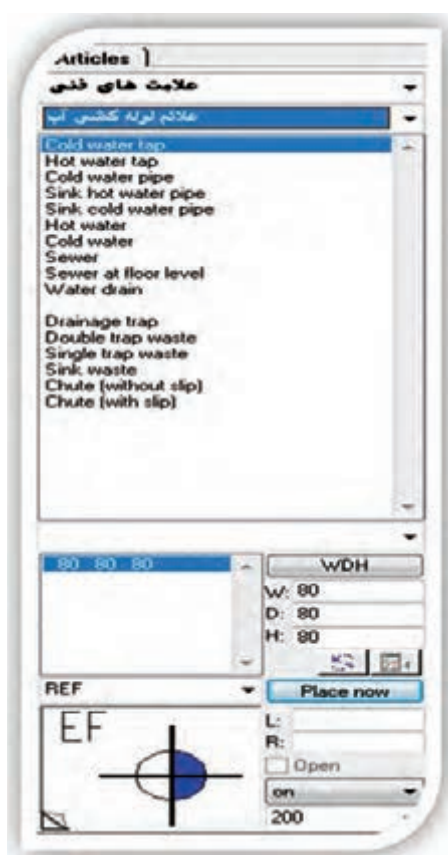 Articles
علامت های فنی
علائم لوله کشی آب
Cold water tap
Hot water tap
Cold water pipe
Sink hot water pipe
Sink cold water pipe
Hot water
Cold water
Sewer
Sewer at floor level
Water drain
Drainage trap
Double trap waste
Single trap waste
Sink waste
Chute (without slip)
Chute (with slip)
80 80 80
WDH
W: 80
D: 80
H: 80
REF
Place now
EF
L:
R:
Open
on
200